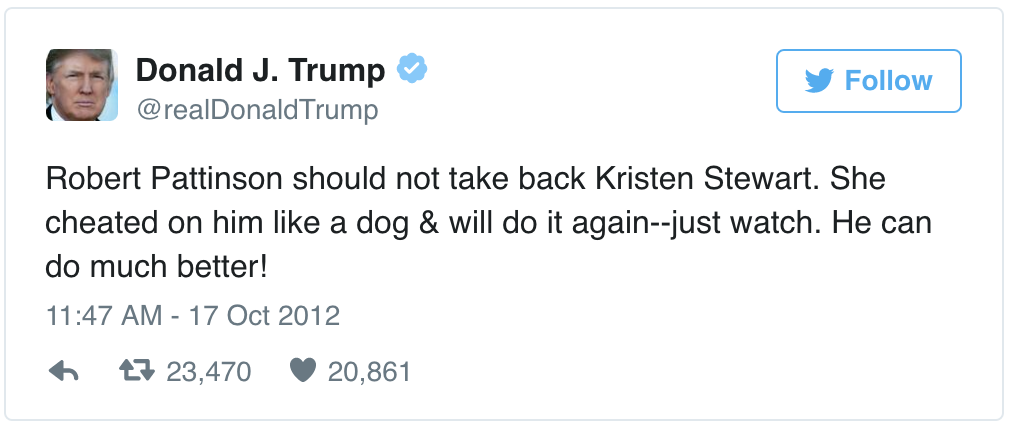 Donald J. Trump
@realDonaldTrump
Follow
Robert Pattinson should not take back Kristen Stewart. She
cheated on him like a dog & will do it again--just watch. He can
do much better!
11:47 AM - 17 Oct 2012
23,470 20,861